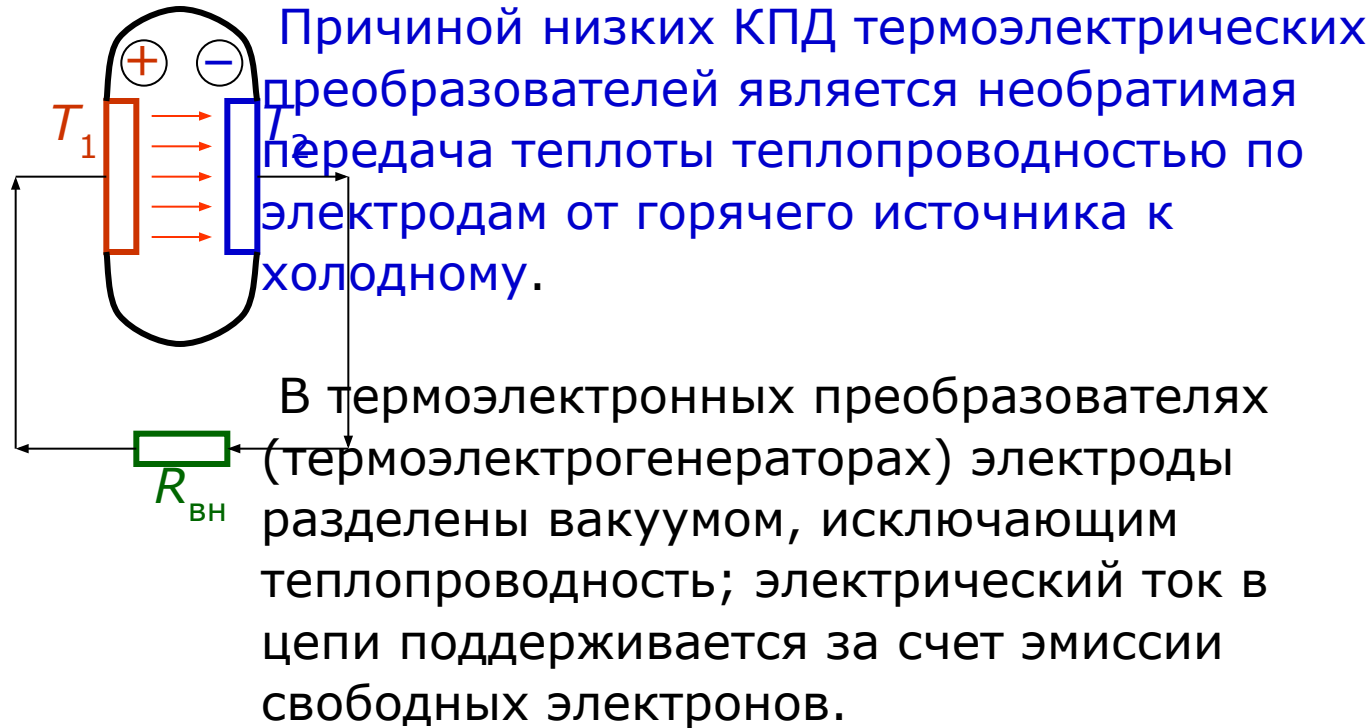 Причиной низких КПД термоэлектрических
+ −
преобразователей является необратимая
T1 T2
передача теплоты теплопроводностью по
электродам от горячего источника к
холодному.
В термоэлектронных преобразователях
(термоэлектрогенераторах) электроды
Rвн
разделены вакуумом, исключающим
теплопроводность; электрический ток в
цепи поддерживается за счет эмиссии
свободных электронов.